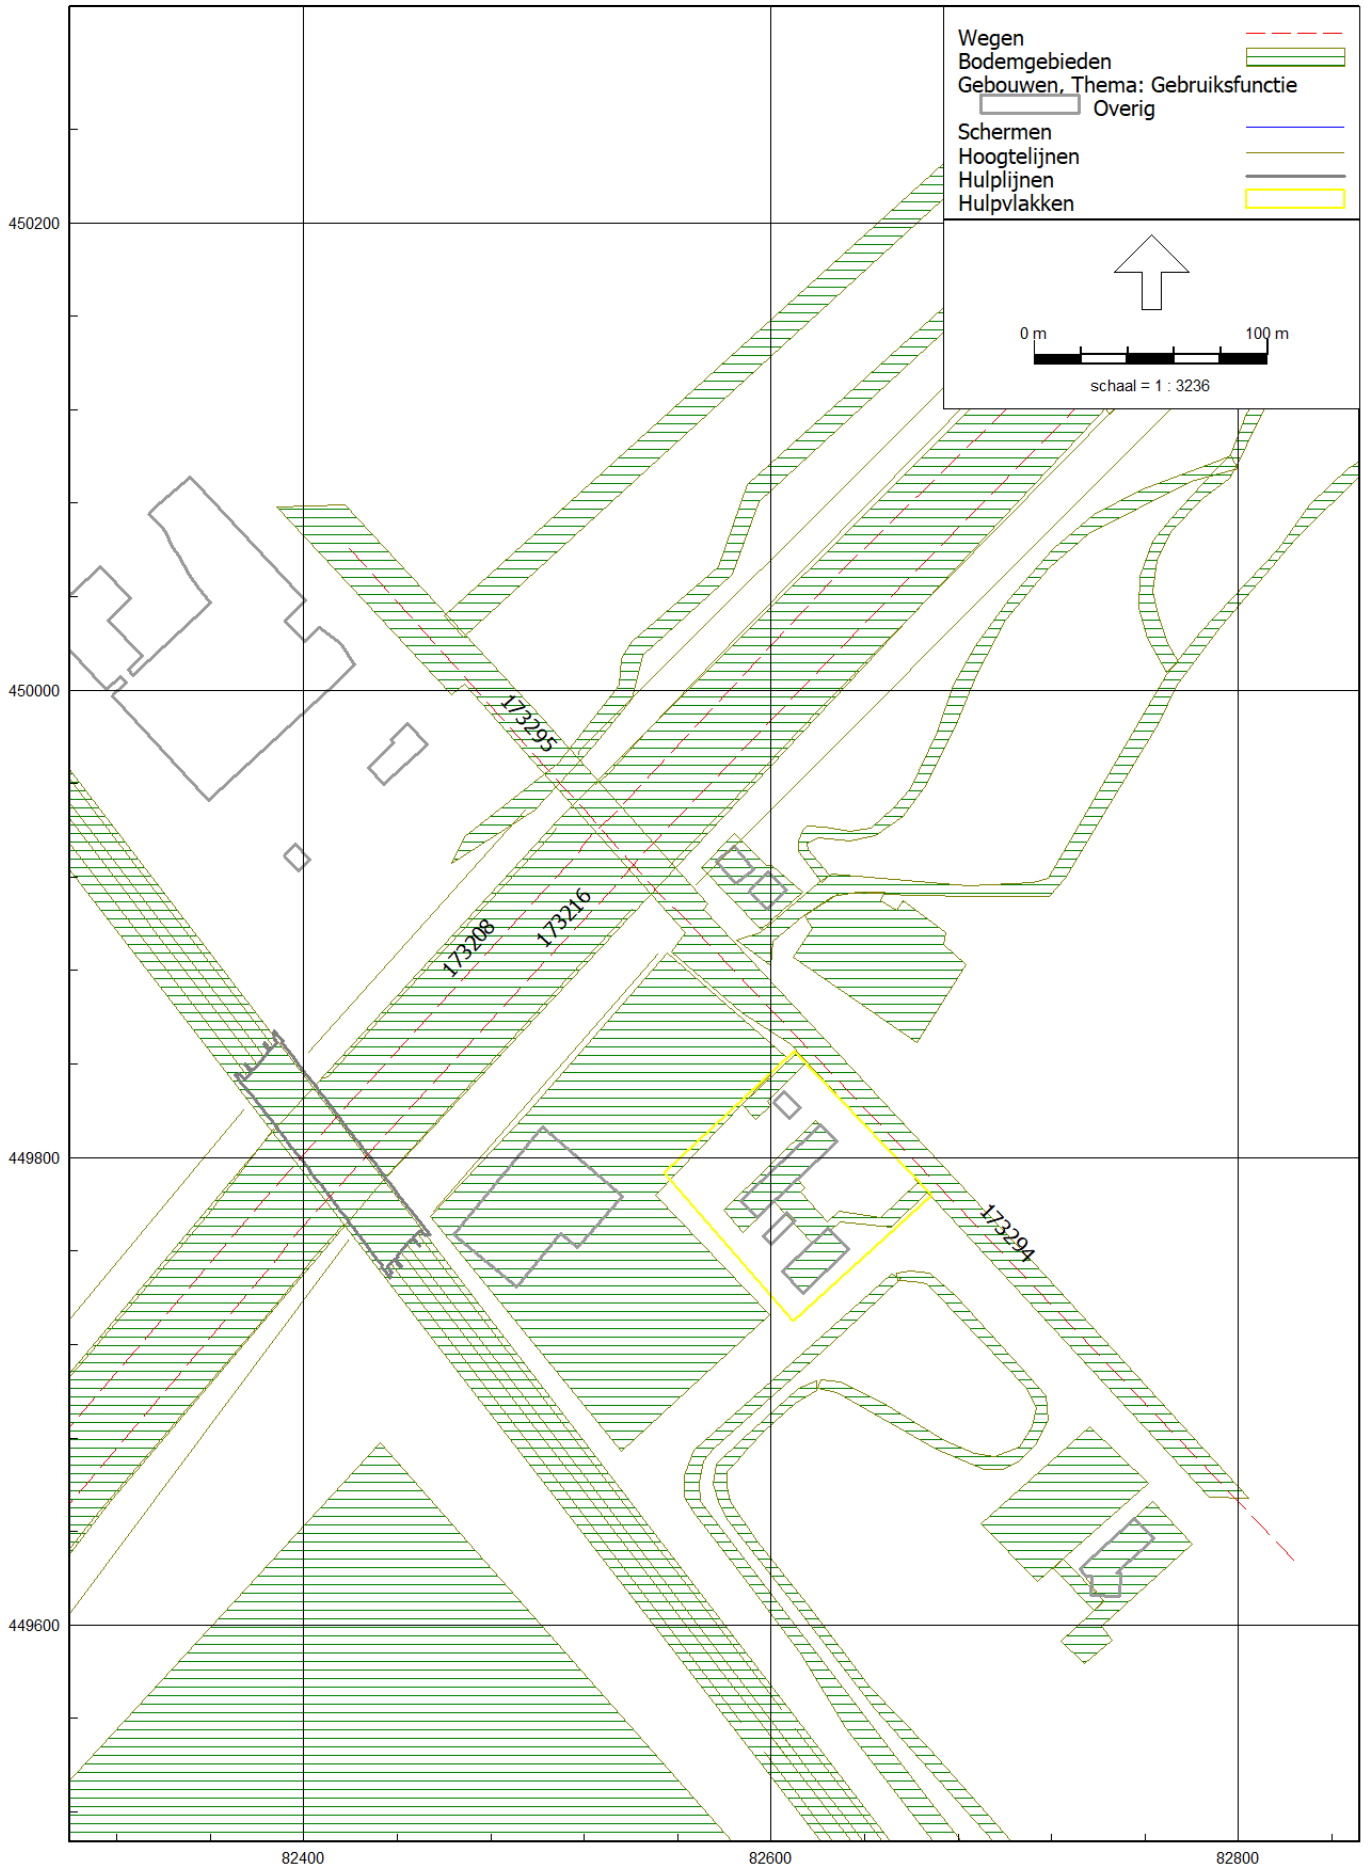 Wegen
Bodemgebieden
Gebouwen, Thema: Gebruiksfunctie
Overig
Schermen
Hoogtelijnen
Hulplijnen
Hulpvlakken
450200
0 m 100 m
schaal = 1 : 3236
450000
173295
173216
173208
449800
173294
449600
82400 82600 82800